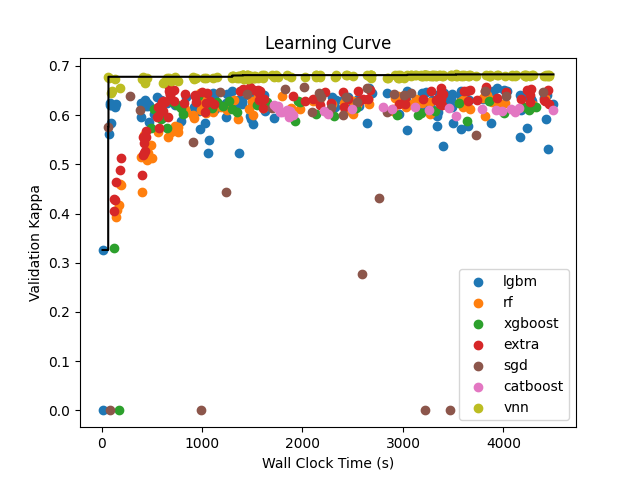 Learning Curve
Validation Kappa
0.7
0.6
0.5
0.4
0.3
0.2
0.1
0.0
lgbm
rf
xgboost
extra
sgd
catboost
vnn
0 1000 2000 3000 4000
Wall Clock Time (s)